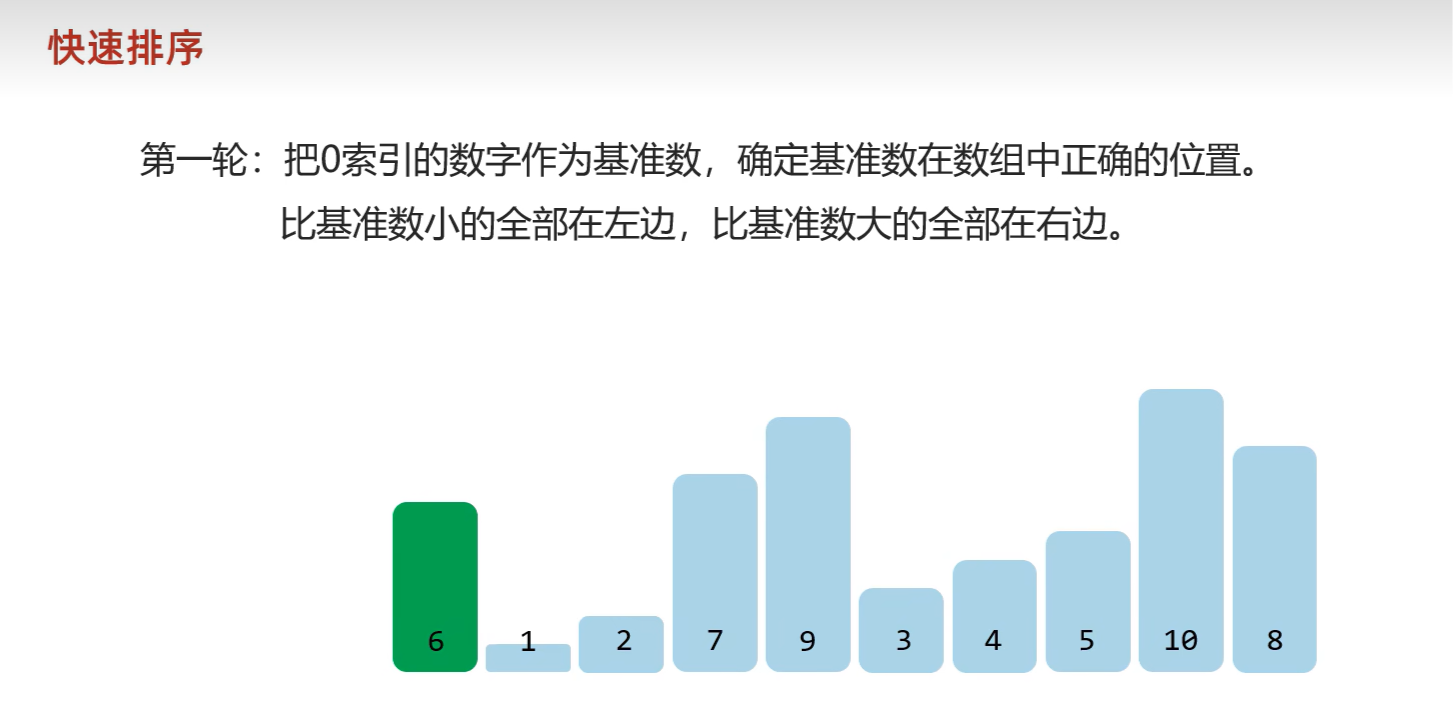 快速排序
第一轮：把0索引的数字作为基准数，确定基准数在数组中正确的位置。
比基准数小的全部在左边，比基准数大的全部在右边。
6 1 2 7 9 3 4 5 10 8